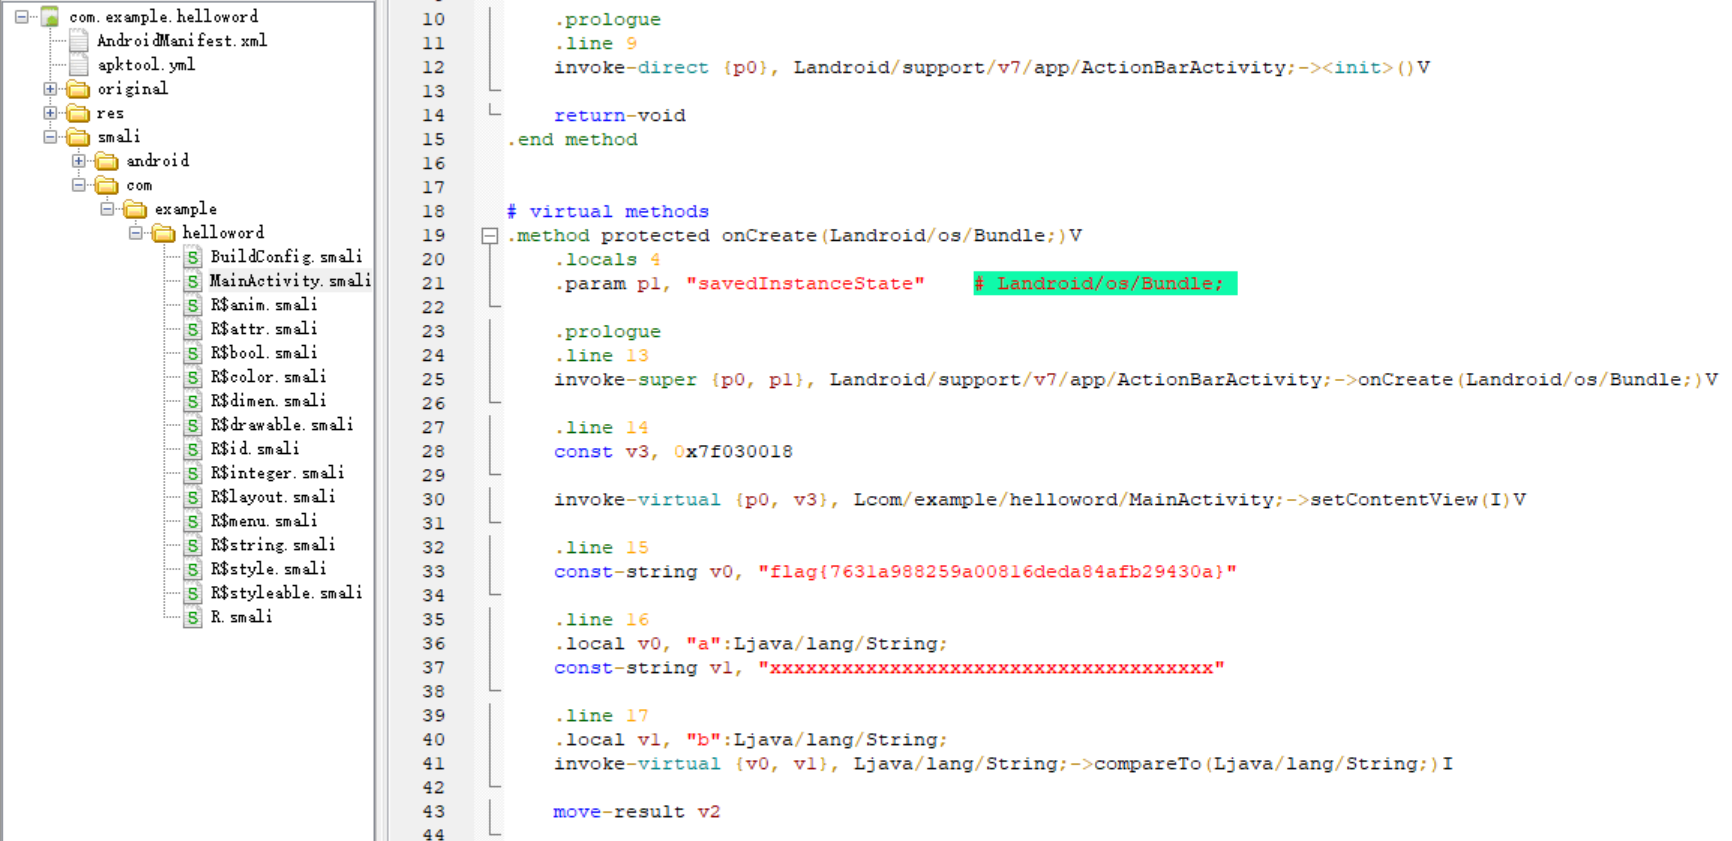 com.example.helloword
AndroidManifest.xml
apktool.yml
original
res
smali
android
com
example
helloword
BuildConfig.smali
MainActivity.smali
R$anim.smali
R$attr.smali
R$bool.smali
R$color.smali
R$dimen.smali
R$drawable.smali
R$id.smali
R$integer.smali
R$layout.smali
R$menu.smali
R$string.smali
R$style.smali
R$styleable.smali
R.smali
10 .prologue
11 .line 9
12 invoke-direct {p0}, Landroid/support/v7/app/ActionBarActivity;-><init>()V
13
14 return-void
15 .end method
16
17
18 # virtual methods
19 .method protected onCreate(Landroid/os/Bundle;)V
20 .locals 4
21 .param p1, "savedInstanceState" # Landroid/os/Bundle;
22
23 .prologue
24 .line 13
25 invoke-super {p0, p1}, Landroid/support/v7/app/ActionBarActivity;->onCreate(Landroid/os/Bundle;)V
26
27 .line 14
28 const v3, 0x7f030018
29
30 invoke-virtual {p0, v3}, Lcom/example/helloword/MainActivity;->setContentView(I)V
31
32 .line 15
33 const-string v0, "flag{7631a988259a00816deda84afb29430a}"
34
35 .line 16
36 .local v0, "a":Ljava/lang/String;
37 const-string v1, "xxxxxxxxxxxxxxxxxxxxxxxxxxxxxxxxxxxxx"
38
39 .line 17
40 .local v1, "b":Ljava/lang/String;
41 invoke-virtual {v0, v1}, Ljava/lang/String;->compareTo(Ljava/lang/String;)I
42
43 move-result v2
44